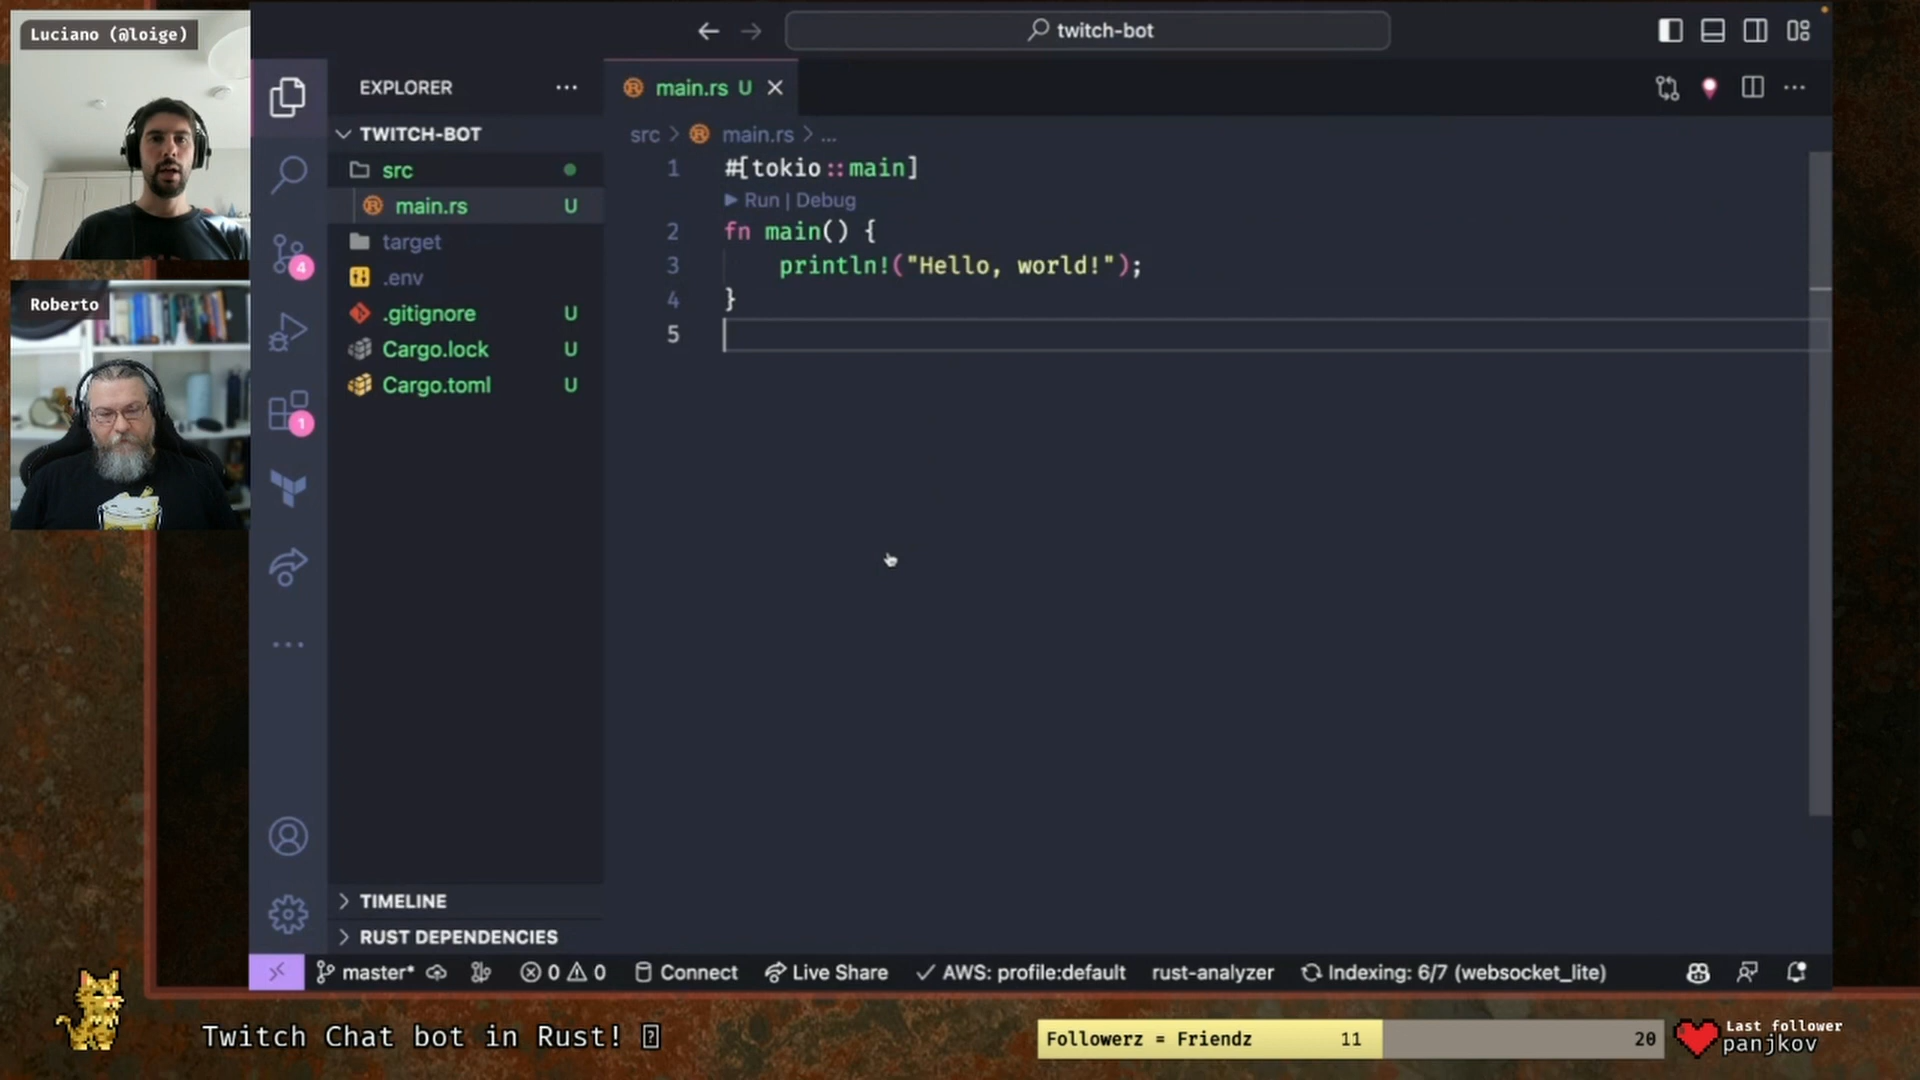 Luciano (@loige)
Roberto
twitch-bot
EXPLORER
TWITCH-BOT
src
main.rs U
target
.env
.gitignore U
Cargo.lock U
Cargo.toml U
TIMELINE
RUST DEPENDENCIES
4
1
main.rs U
src > main.rs > ...
1 #[tokio::main]
Run | Debug
2 fn main() {
3 println!("Hello, world!");
4 }
5
master* 0 0 Connect Live Share AWS: profile:default rust-analyzer Indexing: 6/7 (websocket_lite)
Twitch Chat bot in Rust!
Followerz = Friendz 11 20
Last follower
panjkov